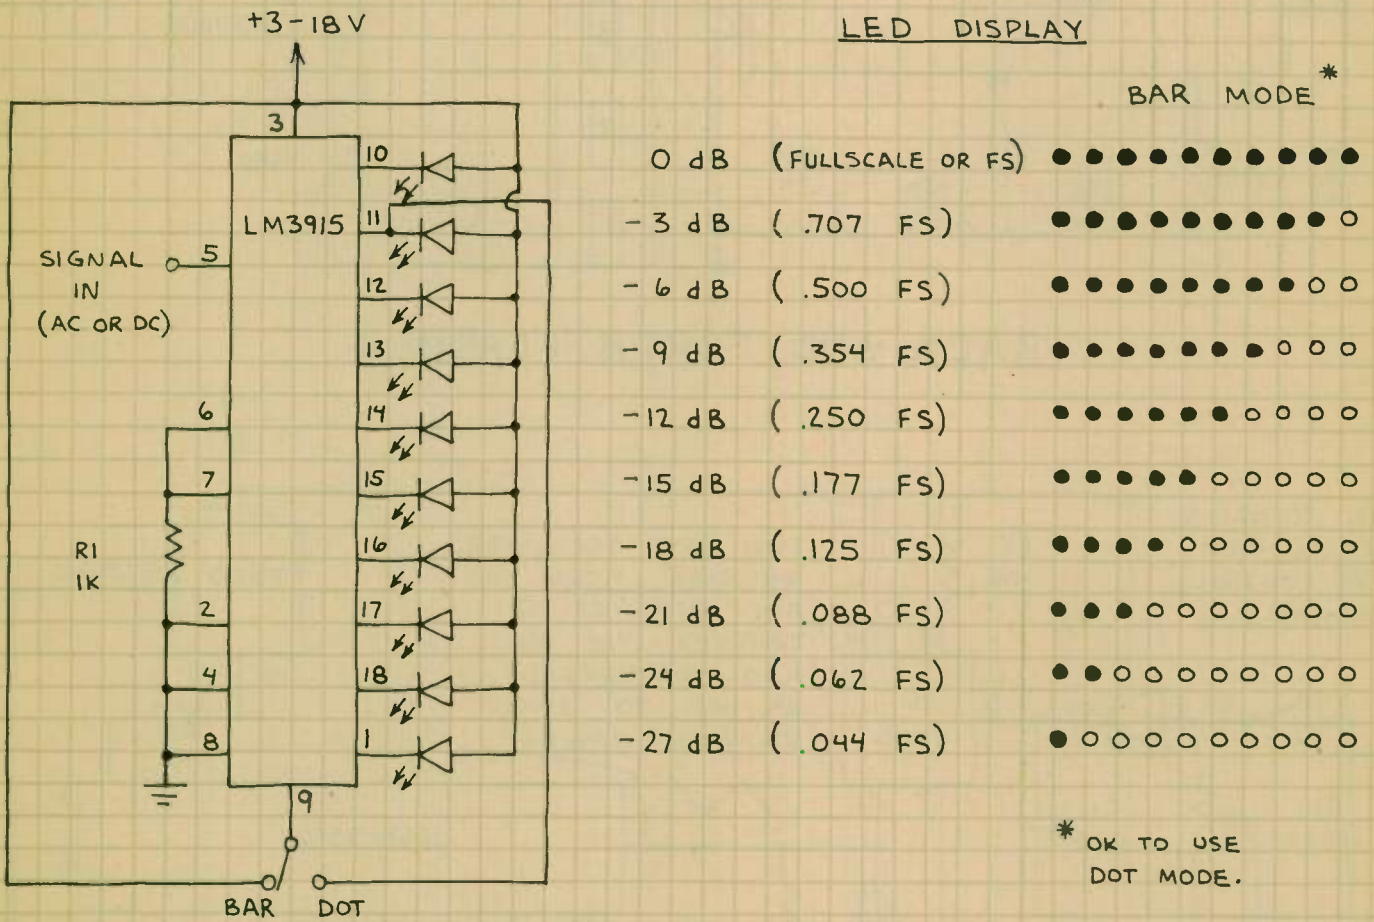 +3-18 V
LED DISPLAY
BAR MODE *
3
10
0 dB (FULLSCALE OR FS)
LM3915
11
-3 dB ( .707 FS)
SIGNAL
IN
(AC OR DC)
5
12
-6 dB ( .500 FS)
13
-9 dB ( .354 FS)
6
14
-12 dB ( .250 FS)
7
15
-15 dB ( .177 FS)
R1
1K
16
-18 dB ( .125 FS)
2
17
-21 dB ( .088 FS)
4
18
-24 dB ( .062 FS)
8
1
-27 dB ( .044 FS)
9
BAR DOT
* OK TO USE
DOT MODE.